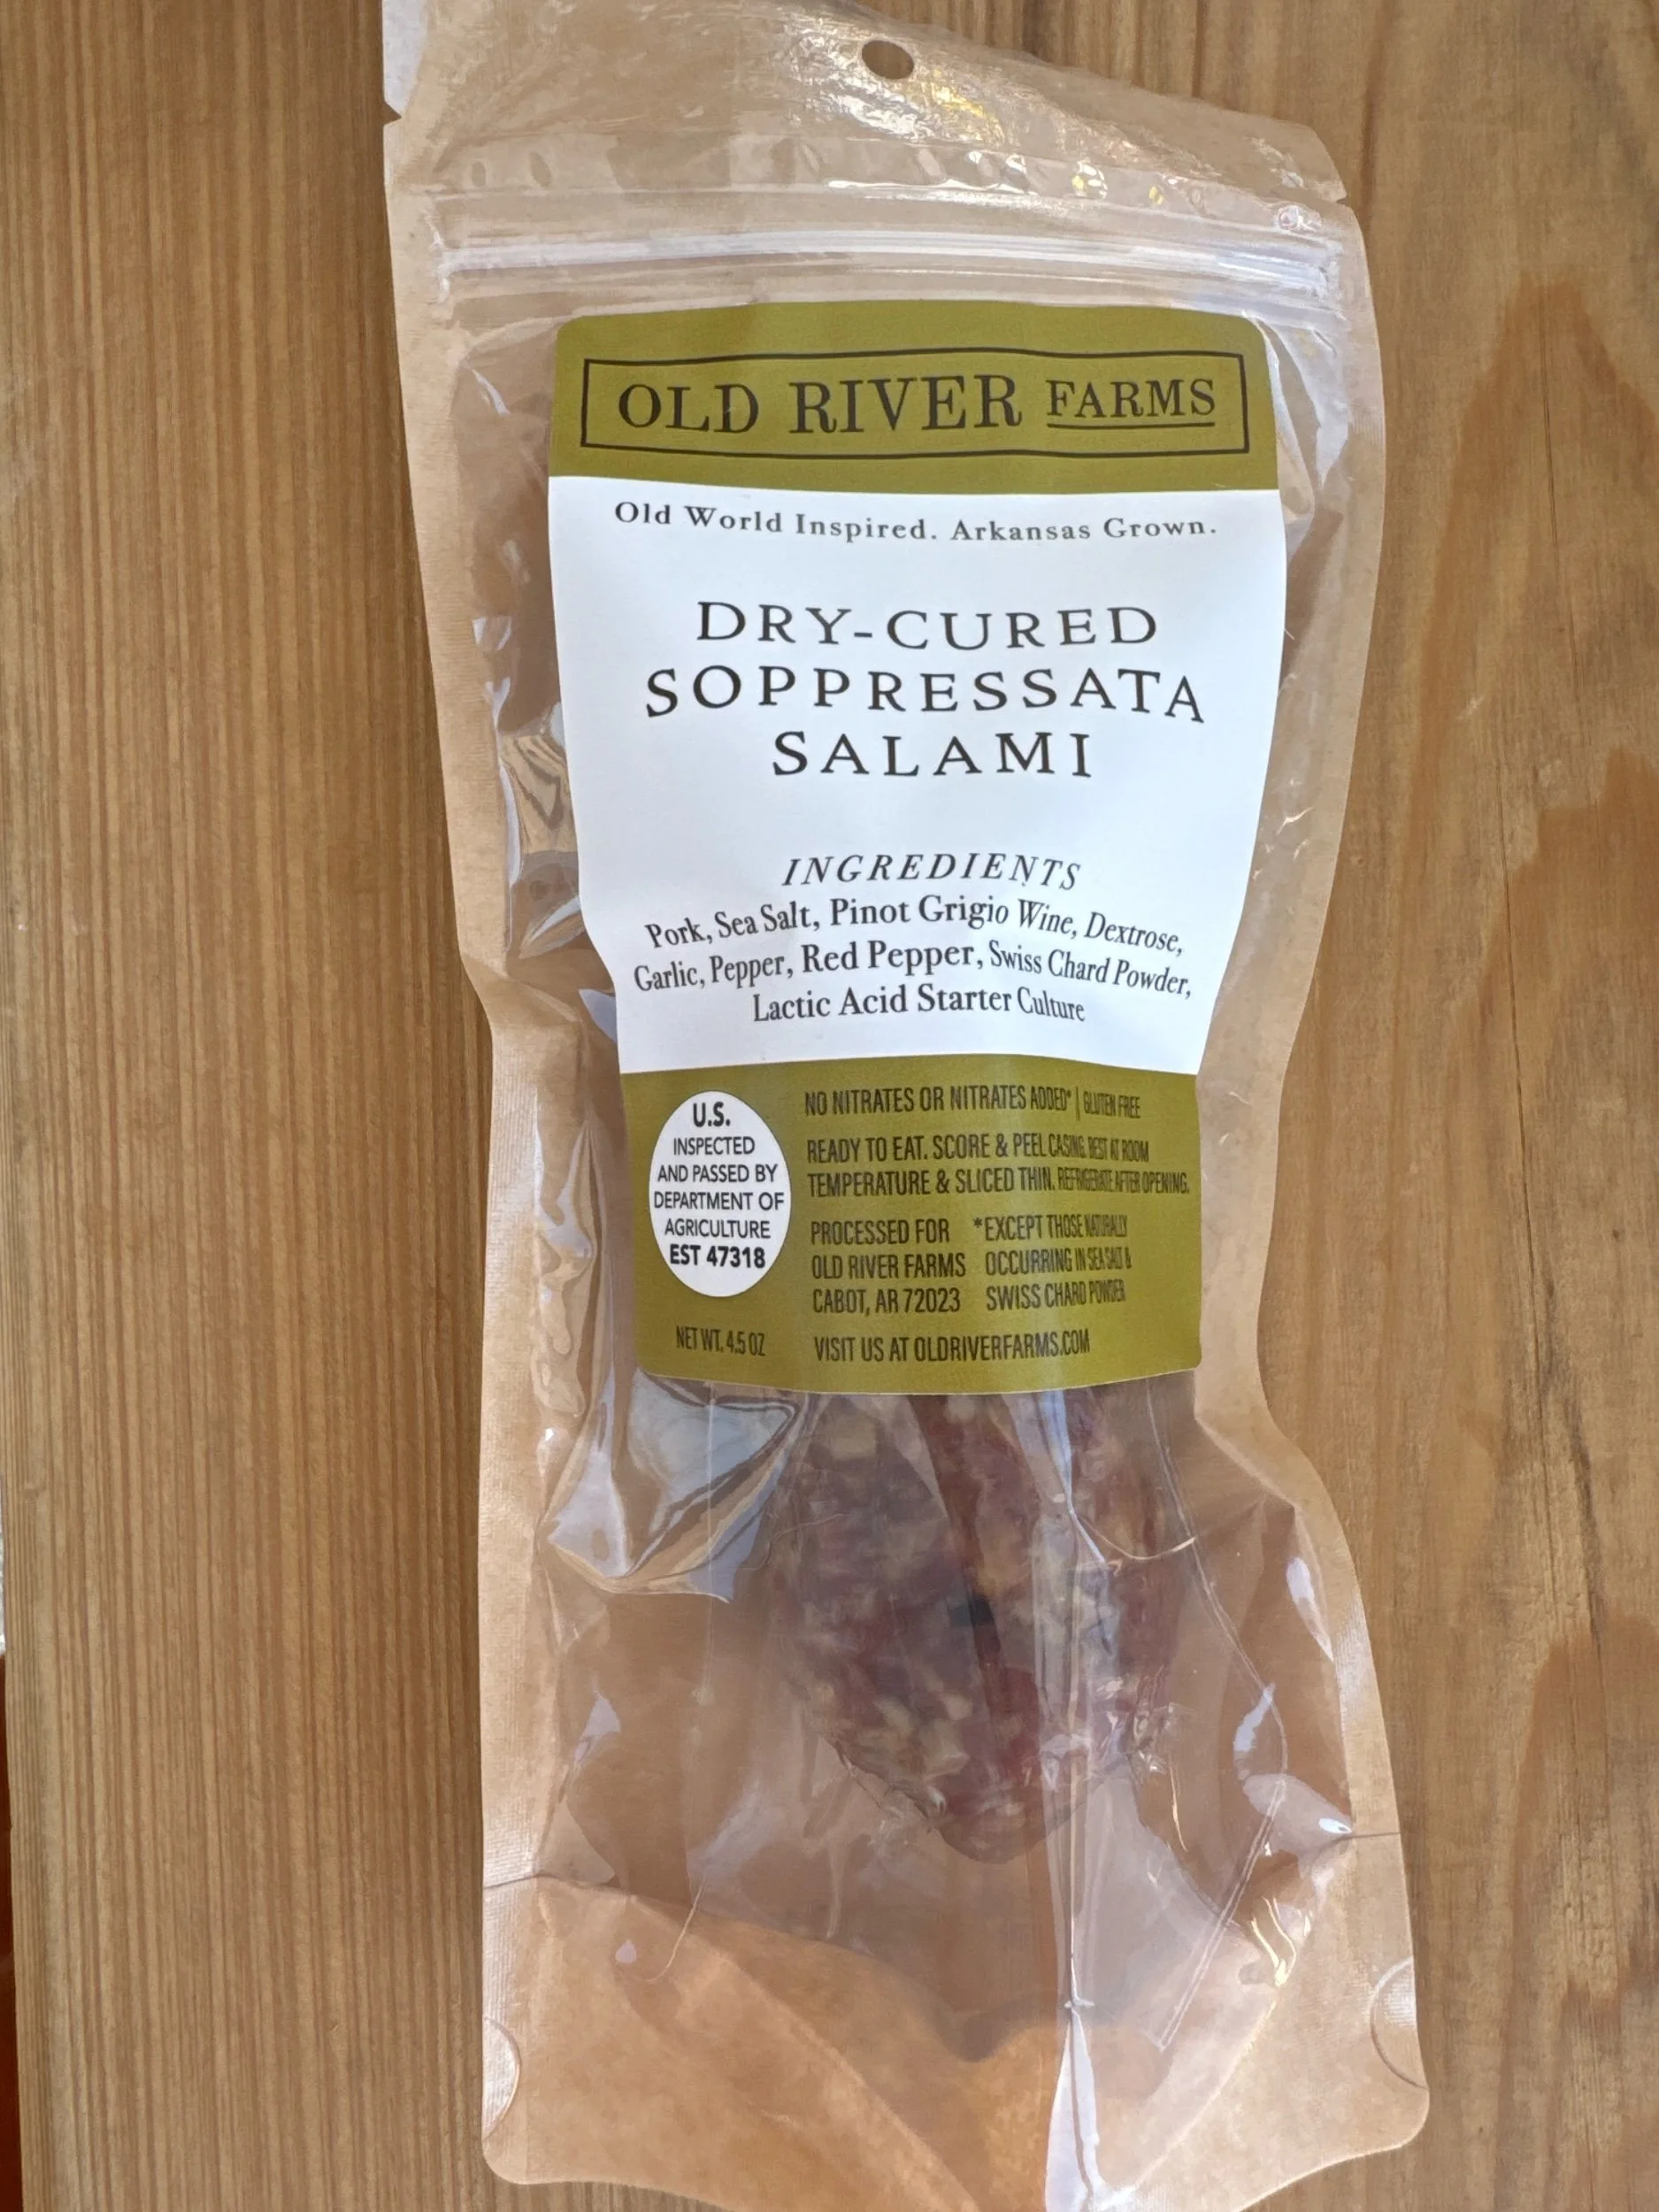 OLD RIVER FARMS
Old World Inspired. Arkansas Grown.
DRY-CURED
SOPPRESSATA
SALAMI
INGREDIENTS
Pork, Sea Salt, Pinot Grigio Wine, Dextrose,
Garlic, Pepper, Red Pepper, Swiss Chard Powder,
Lactic Acid Starter Culture
U.S.
INSPECTED
AND PASSED BY
DEPARTMENT OF
AGRICULTURE
EST 47318
NET WT. 4.5 OZ
NO NITRATES OR NITRATES ADDED* | GLUTEN FREE
READY TO EAT. SCORE & PEEL CASING. BEST AT ROOM
TEMPERATURE & SLICED THIN. REFRIGERATE AFTER OPENING.
PROCESSED FOR
OLD RIVER FARMS
CABOT, AR 72023
*EXCEPT THOSE NATURALLY
OCCURRING IN SEA SALT &
SWISS CHARD POWDER
VISIT US AT OLDRIVERFARMS.COM